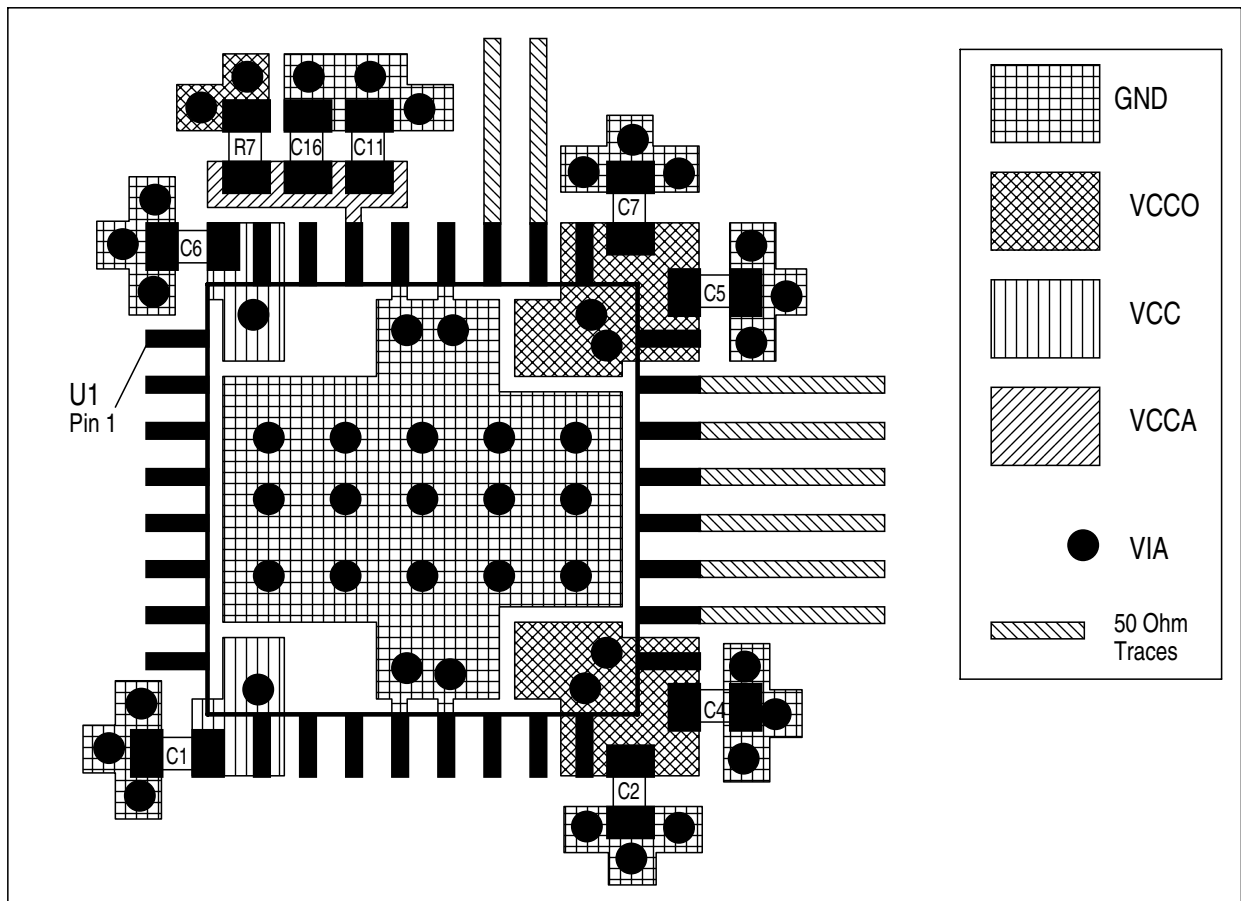 R7
C16
C11
C7
C6
C5
U1
Pin 1
C1
C4
C2
GND
VCCO
VCC
VCCA
VIA
50 Ohm
Traces